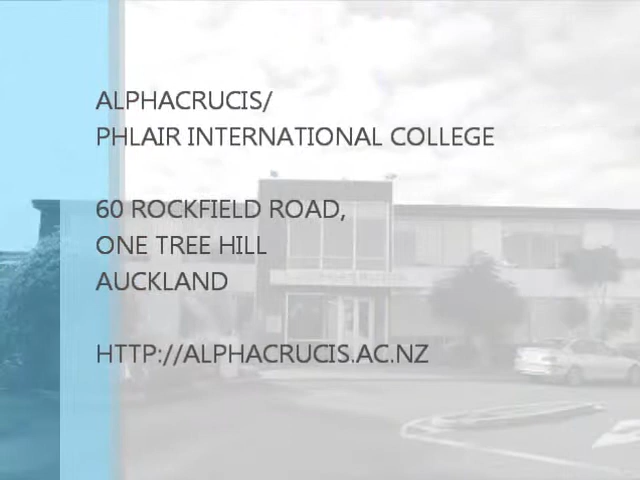 ALPHACRUCIS/
PHLAIR INTERNATIONAL COLLEGE
60 ROCKFIELD ROAD,
ONE TREE HILL
AUCKLAND
HTTP://ALPHACRUCIS.AC.NZ